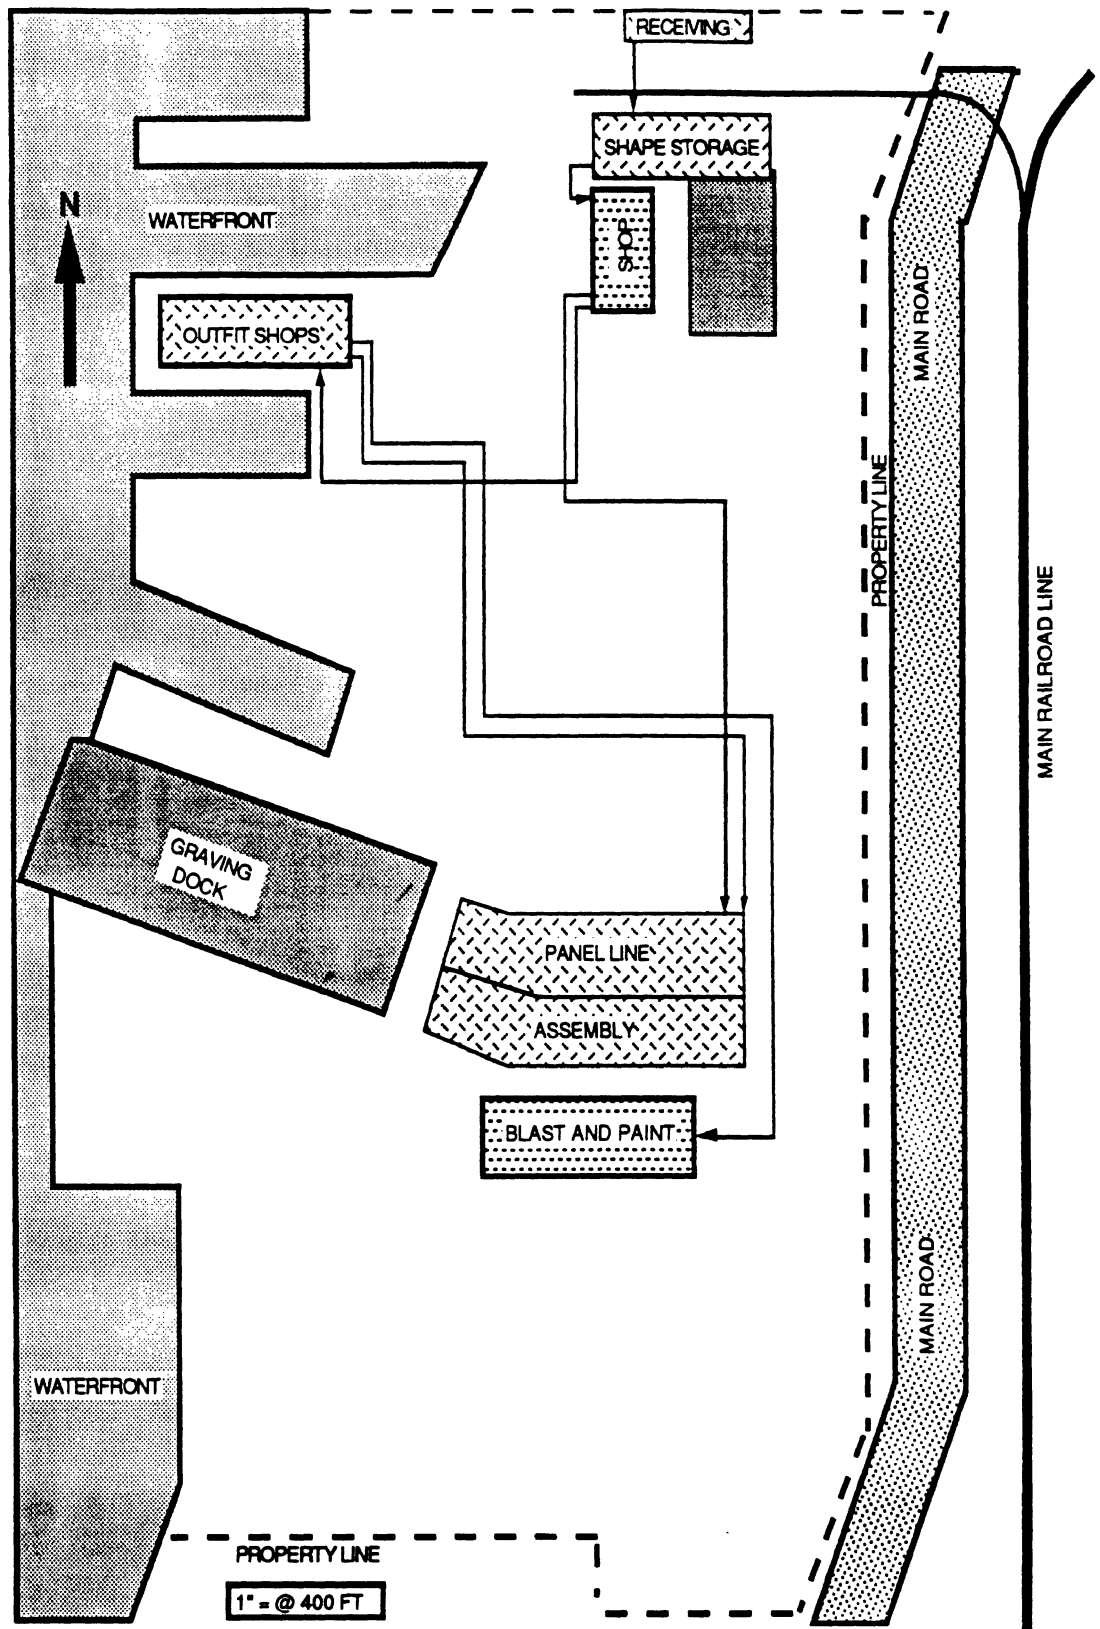 RECEIVING
SHAPE STORAGE
N
WATERFRONT
SHOP
OUTFIT SHOPS
MAIN ROAD
PROPERTY LINE
MAIN RAILROAD LINE
GRAVING
DOCK
PANEL LINE
ASSEMBLY
BLAST AND PAINT
MAIN ROAD
WATERFRONT
PROPERTY LINE
1" = @ 400 FT